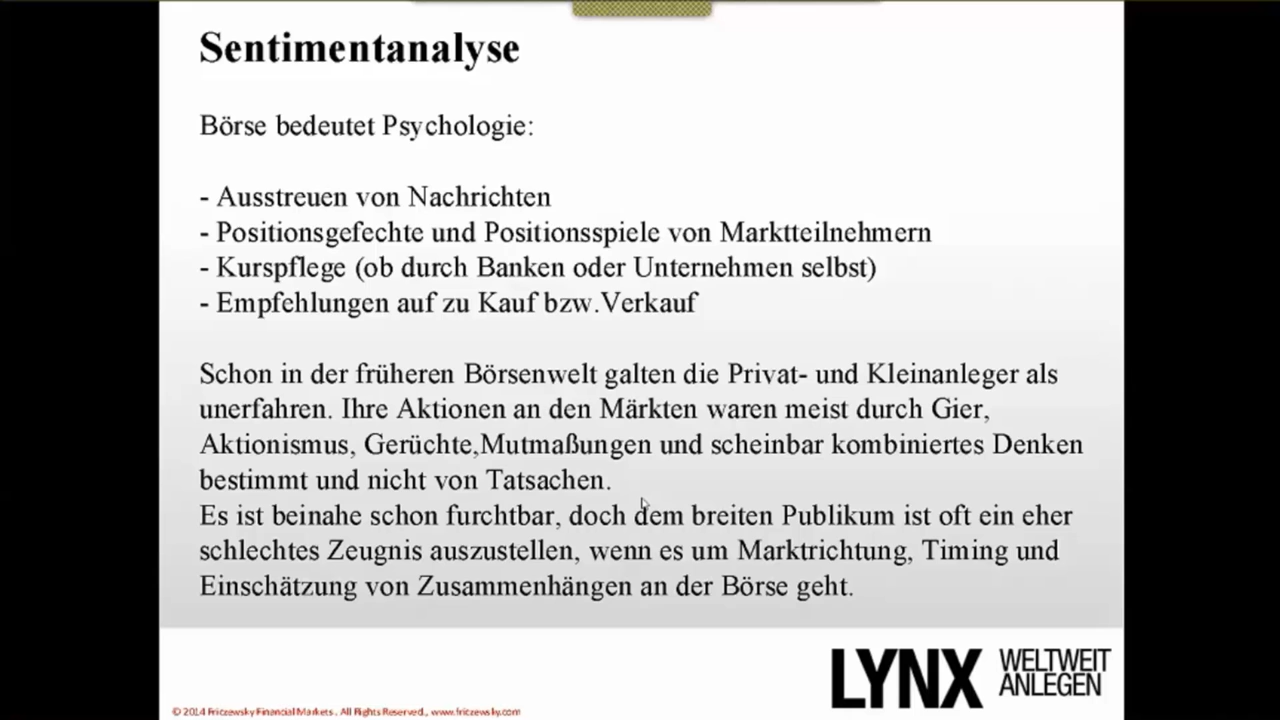 Sentimentanalyse
Börse bedeutet Psychologie:
- Ausstreuen von Nachrichten
- Positionsgefechte und Positionsspiele von Marktteilnehmern
- Kurspflege (ob durch Banken oder Unternehmen selbst)
- Empfehlungen auf zu Kauf bzw.Verkauf
Schon in der früheren Börsenwelt galten die Privat- und Kleinanleger als
unerfahren. Ihre Aktionen an den Märkten waren meist durch Gier,
Aktionismus, Gerüchte,Mutmaßungen und scheinbar kombiniertes Denken
bestimmt und nicht von Tatsachen.
Es ist beinahe schon furchtbar, doch dem breiten Publikum ist oft ein eher
schlechtes Zeugnis auszustellen, wenn es um Marktrichtung, Timing und
Einschätzung von Zusammenhängen an der Börse geht.
LYNX WELTWEIT
ANLEGEN
© 2014 Fritzewsky Financial Markets . All Rights Reserved., www.fritzewsky.com